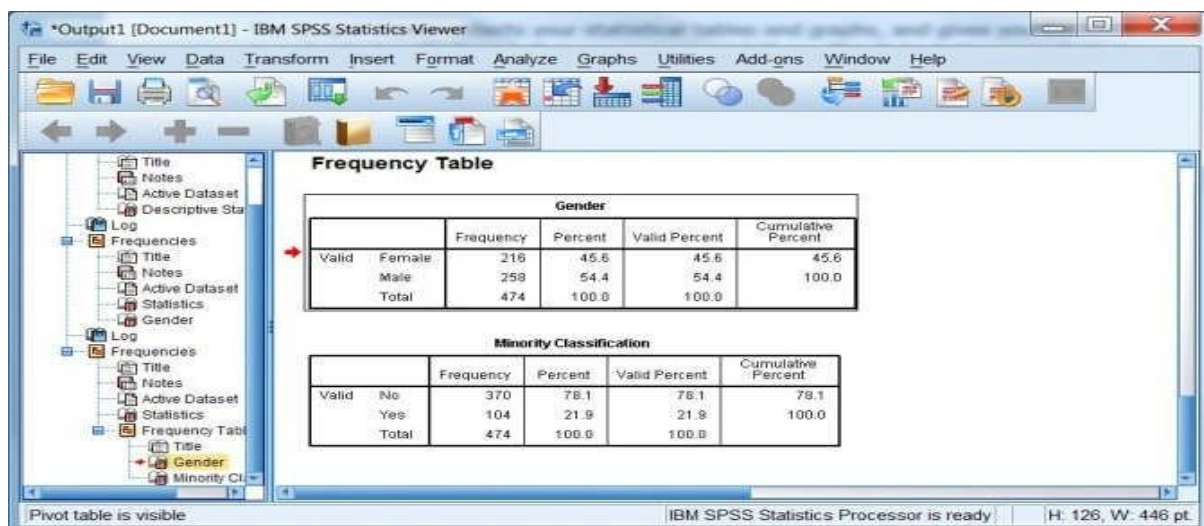 *Output1 [Document1] - IBM SPSS Statistics Viewer
File Edit View Data Transform Insert Format Analyze Graphs Utilities Add-ons Window Help
Title
Notes
Active Dataset
Descriptive Sta
Log
Frequencies
Title
Notes
Active Dataset
Statistics
Gender
Log
Frequencies
Title
Notes
Active Dataset
Statistics
Frequency Tabl
Title
Gender
Minority Cl
Frequency Table
Gender
Frequency Percent Valid Percent Cumulative Percent
Valid Female 216 45.6 45.6 45.6
Male 258 54.4 54.4 100.0
Total 474 100.0 100.0
Minority Classification
Frequency Percent Valid Percent Cumulative Percent
Valid No 370 78.1 78.1 78.1
Yes 104 21.9 21.9 100.0
Total 474 100.0 100.0
Pivot table is visible
IBM SPSS Statistics Processor is ready
H: 126, W: 446 pt.